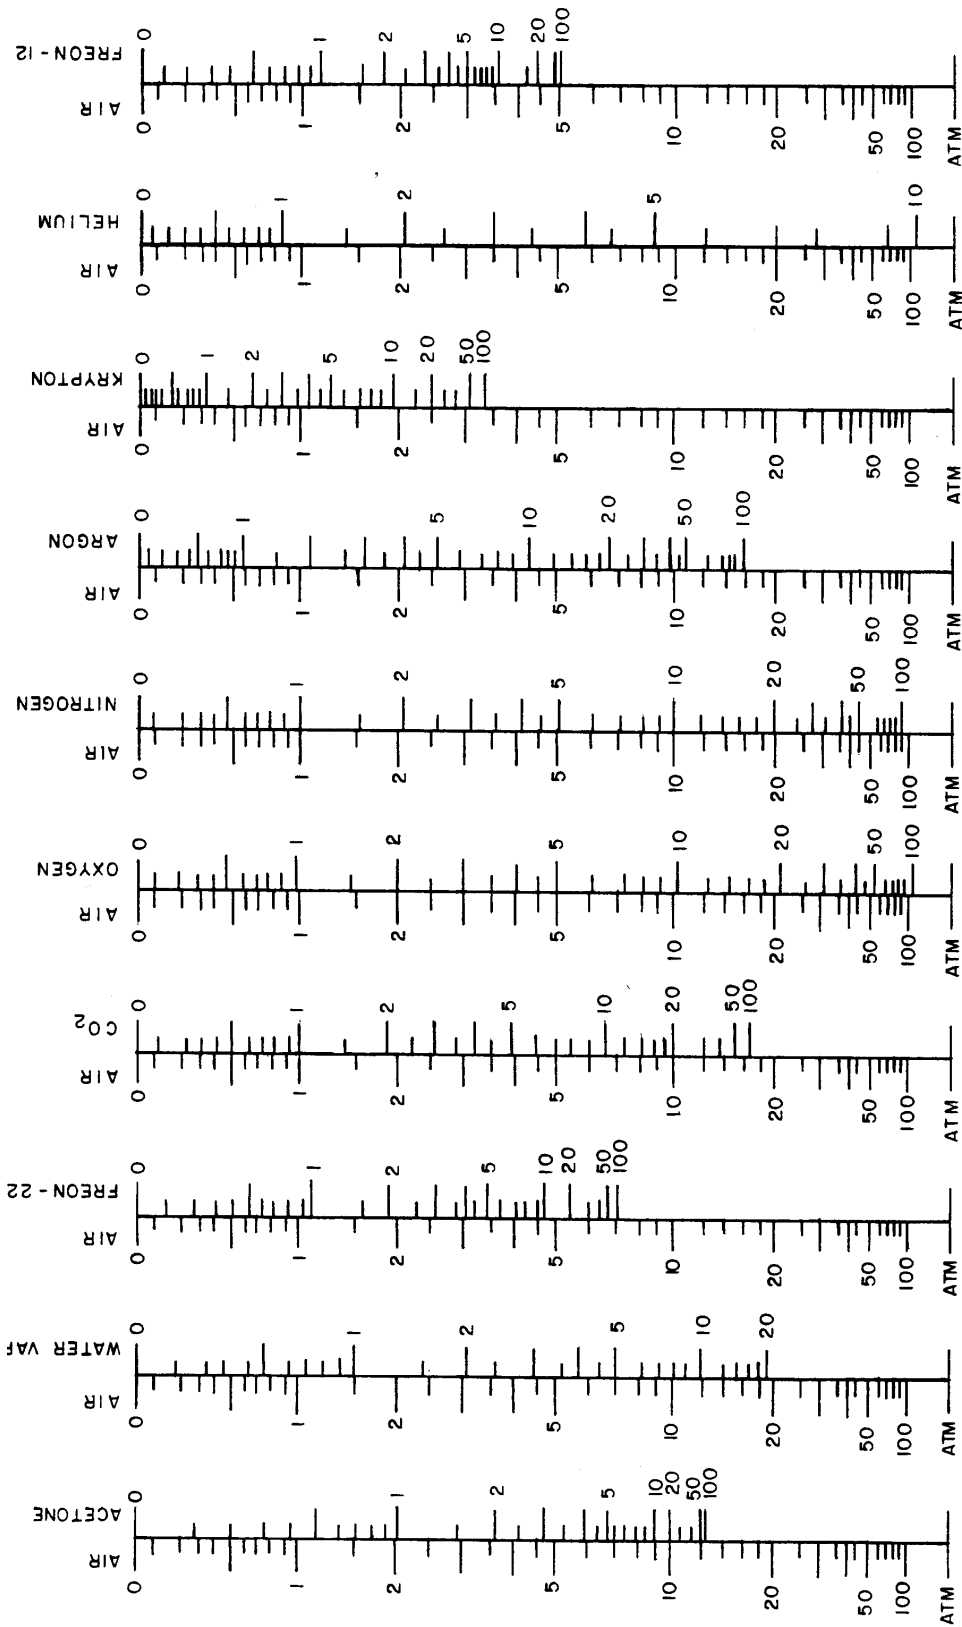 FREON-12
0 1 2 5 10 20 100
AIR
0 1 2 5 10 20 50 100 ATM
HELIUM
0 1 2 5 10
AIR
0 1 2 5 10 20 50 100 ATM
KRYPTON
0 1 2 5 10 20 50 100
AIR
0 1 2 5 10 20 50 100 ATM
ARGON
0 1 5 10 20 50 100
AIR
0 1 2 5 10 20 50 100 ATM
NITROGEN
0 1 2 5 10 20 50 100
AIR
0 1 2 5 10 20 50 100 ATM
OXYGEN
0 1 2 5 10 20 50 100
AIR
0 1 2 5 10 20 50 100 ATM
CO2
0 1 2 5 10 20 50 100
AIR
0 1 2 5 10 20 50 100 ATM
FREON-22
0 1 2 5 10 20 50 100
AIR
0 1 2 5 10 20 50 100 ATM
WATER VAP
0 1 2 5 10 20
AIR
0 1 2 5 10 20 50 100 ATM
ACETONE
0 1 2 5 10 20 50 100
AIR
0 1 2 5 10 20 50 100 ATM